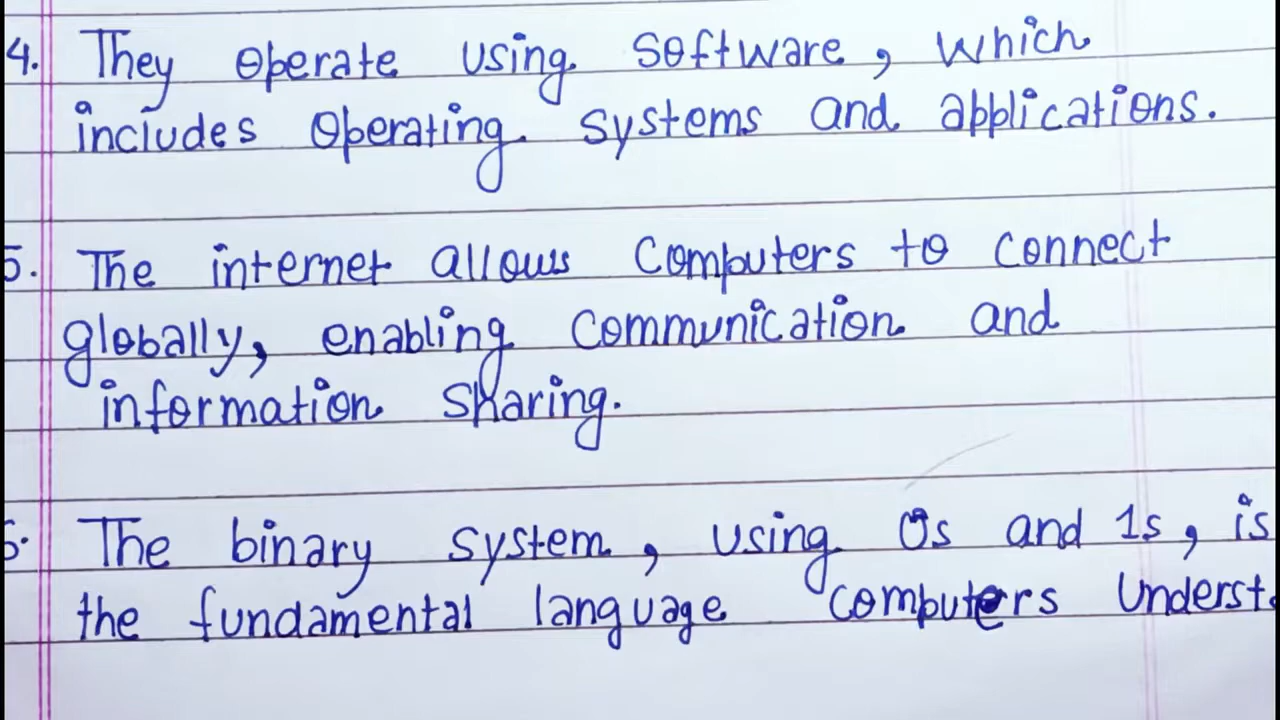 4. They operate using software, which
includes operating systems and applications.
5. The internet allows computers to connect
globally, enabling communication and
information sharing.
6. The binary system, using 0s and 1s, is
the fundamental language computers underst